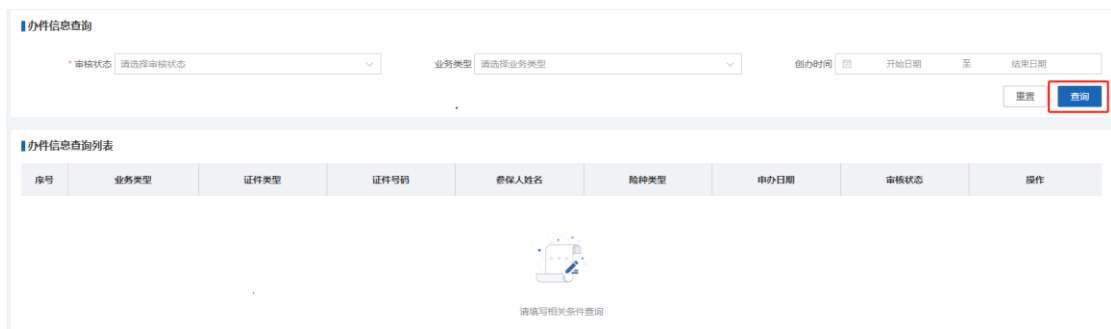 办件信息查询
* 审核状态 请选择审核状态 业务类型 请选择业务类型 创办时间 开始日期 至 结束日期
重置 查询
办件信息查询列表
序号 业务类型 证件类型 证件号码 参保人姓名 险种类型 申办日期 审核状态 操作
请填写相关条件查询